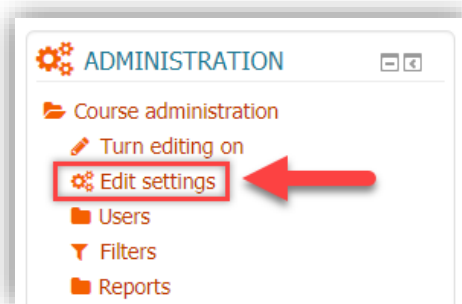 ADMINISTRATION
Course administration
Turn editing on
Edit settings
Users
Filters
Reports